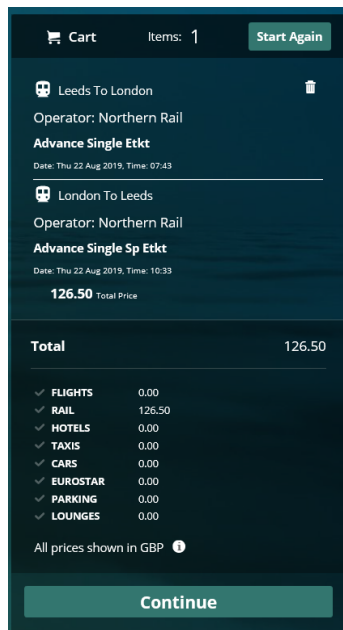 Cart Items: 1 Start Again
Leeds To London
Operator: Northern Rail
Advance Single Etkt
Date: Thu 22 Aug 2019, Time: 07:43
London To Leeds
Operator: Northern Rail
Advance Single Sp Etkt
Date: Thu 22 Aug 2019, Time: 10:33
126.50 Total Price
Total 126.50
FLIGHTS 0.00
RAIL 126.50
HOTELS 0.00
TAXIS 0.00
CARS 0.00
EUROSTAR 0.00
PARKING 0.00
LOUNGES 0.00
All prices shown in GBP
Continue